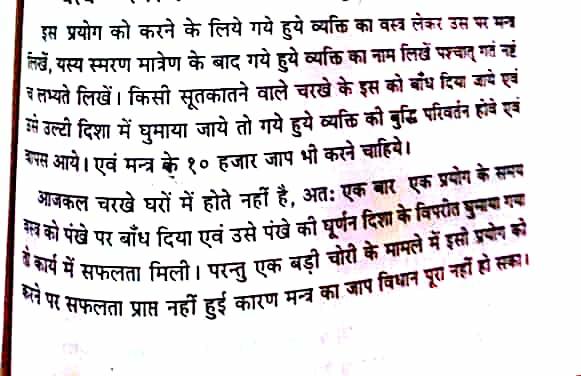 इस प्रयोग को करने के लिये गये हुये व्यक्ति का वस्त्र लेकर उस पर मन्त्र
लिखें, यस्य स्मरण मात्रेण के बाद गये हुये व्यक्ति का नाम लिखें पश्चात् गतं नष्टं
च लभ्यते लिखें। किसी सूतकातने वाले चरखे के इस को बाँध दिया जाये एवं
उसे उल्टी दिशा में घुमाया जाये तो गये हुये व्यक्ति की बुद्धि परिवर्तन होवे एवं
वापस आये। एवं मन्त्र के १० हजार जाप भी करने चाहिये।
आजकल चरखे घरों में होते नहीं है, अत: एक बार एक प्रयोग के समय
वस्त्र को पंखे पर बाँध दिया एवं उसे पंखे की घूर्णन दिशा के विपरीत घुमाया गया
तो कार्य में सफलता मिली। परन्तु एक बड़ी चोरी के मामले में इसी प्रयोग को
करने पर सफलता प्राप्त नहीं हुई कारण मन्त्र का जाप विधान पूरा नहीं हो सका।